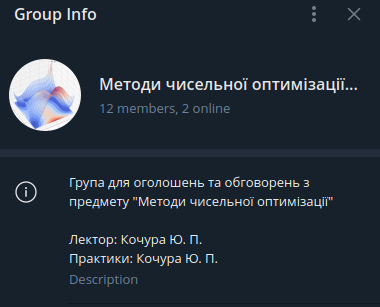 Group Info
Методи чисельної оптимізації...
12 members, 2 online
Група для оголошень та обговорень з
предмету "Методи чисельної оптимізації"
Лектор: Кочура Ю. П.
Практики: Кочура Ю. П.
Description